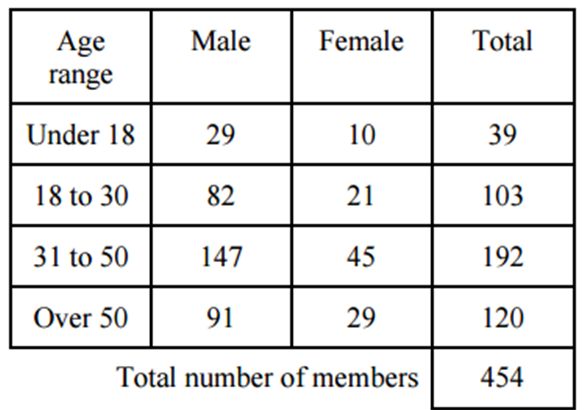 Age range Male Female Total
Under 18 29 10 39
18 to 30 82 21 103
31 to 50 147 45 192
Over 50 91 29 120
Total number of members 454